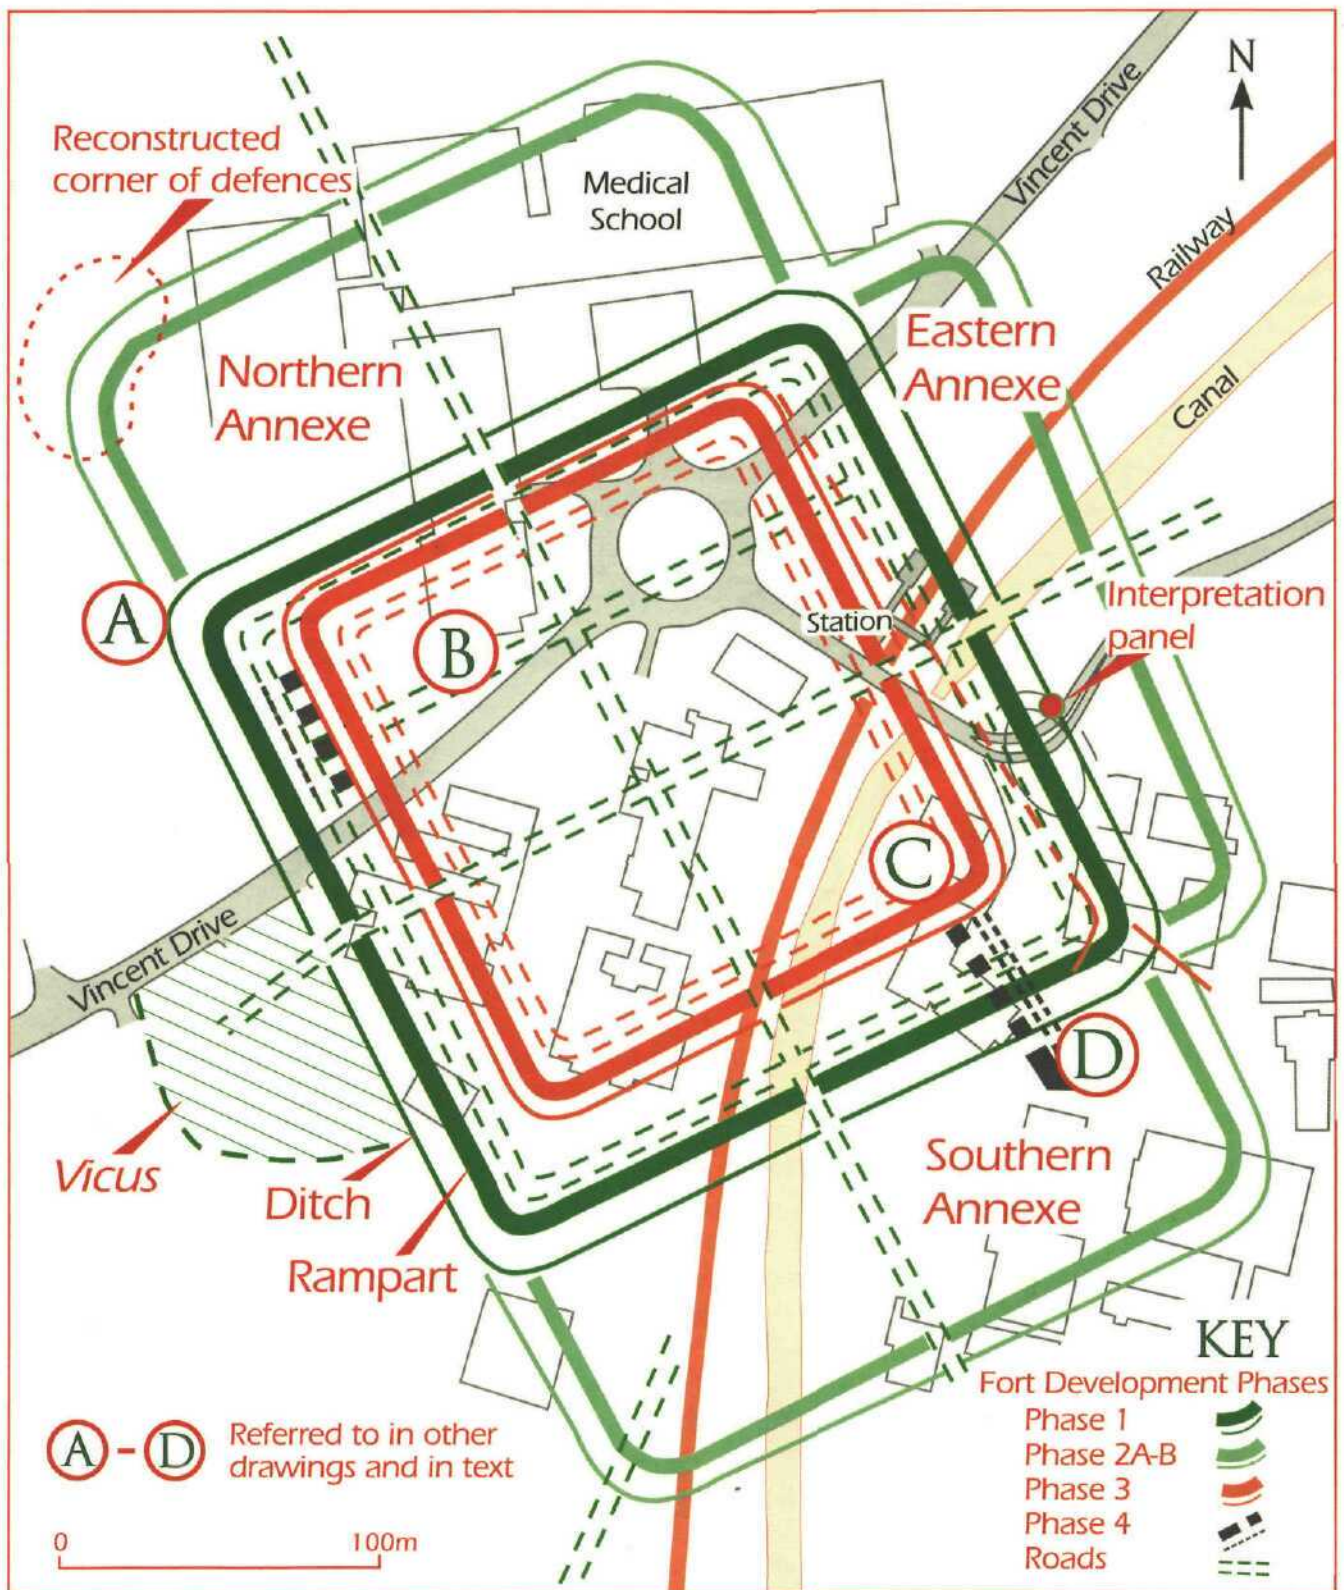 N
Reconstructed
corner of defences
Medical
School
Vincent Drive
Railway
Eastern
Annexe
Northern
Annexe
Canal
A
B
Station
Interpretation
panel
C
Vincent Drive
D
Vicus
Ditch
Rampart
Southern
Annexe
KEY
Fort Development Phases
Phase 1
Phase 2A-B
Phase 3
Phase 4
Roads
A - D
Referred to in other
drawings and in text
0 100m